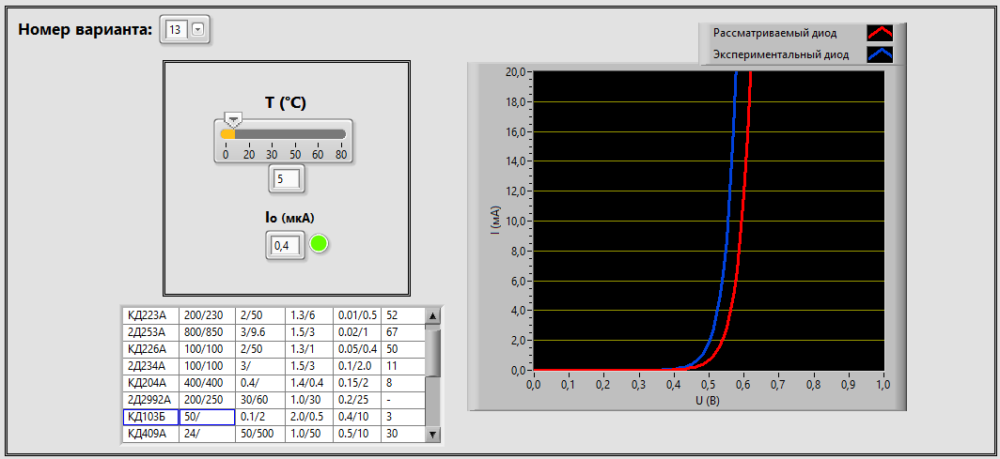 Номер варианта: 13
T (°C)
0 20 30 50 60 80
5
Io (мкА)
0,4
КД223А 200/230 2/50 1.3/6 0.01/0.5 52
2Д253А 800/850 3/9.6 1.5/3 0.02/1 67
КД226А 100/100 2/50 1.3/1 0.05/0.4 50
2Д234А 100/100 3/ 1.5/3 0.1/2.0 11
КД204А 400/400 0.4/ 1.4/0.4 0.15/2 8
2Д2992А 200/250 30/60 1.0/30 0.2/25 -
КД103Б 50/ 0.1/2 2.0/0.5 0.4/10 3
КД409А 24/ 50/500 1.0/50 0.5/10 30
Рассматриваемый диод
Экспериментальный диод
20,0
18,0
16,0
14,0
12,0
10,0
8,0
6,0
4,0
2,0
0,0
I (мА)
0,0 0,1 0,2 0,3 0,4 0,5 0,6 0,7 0,8 0,9 1,0
U (В)